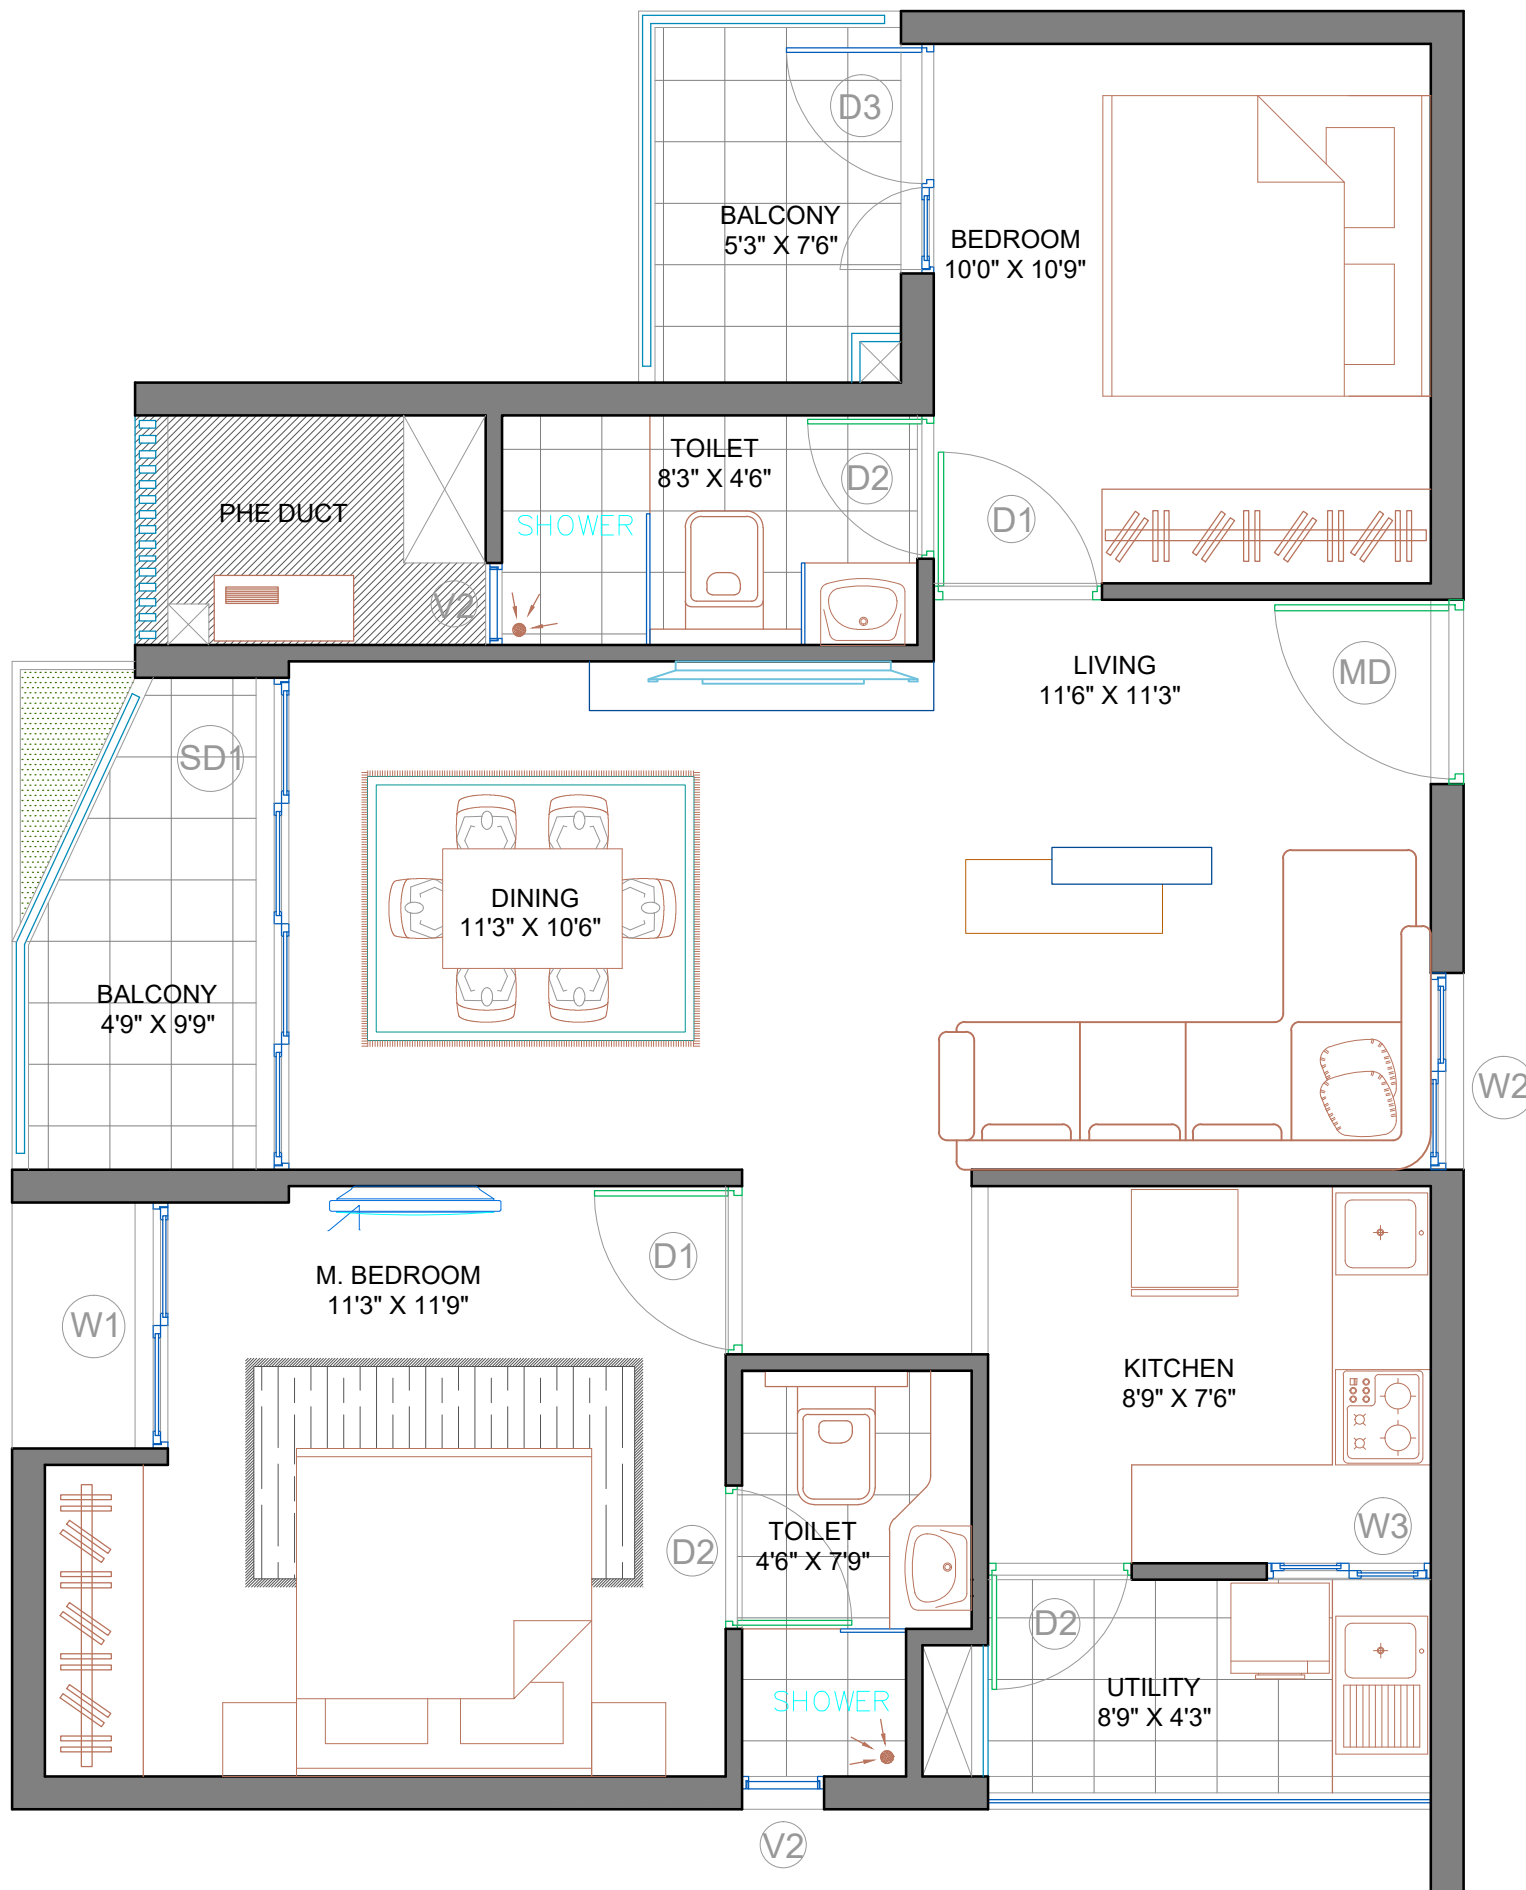 D3
BALCONY
5'3" X 7'6"
BEDROOM
10'0" X 10'9"
TOILET
8'3" X 4'6"
D2
PHE DUCT
SHOWER
D1
V2
LIVING
11'6" X 11'3"
MD
SD1
DINING
11'3" X 10'6"
BALCONY
4'9" X 9'9"
W2
D1
M. BEDROOM
11'3" X 11'9"
W1
KITCHEN
8'9" X 7'6"
W3
TOILET
4'6" X 7'9"
D2
D2
UTILITY
8'9" X 4'3"
SHOWER
V2